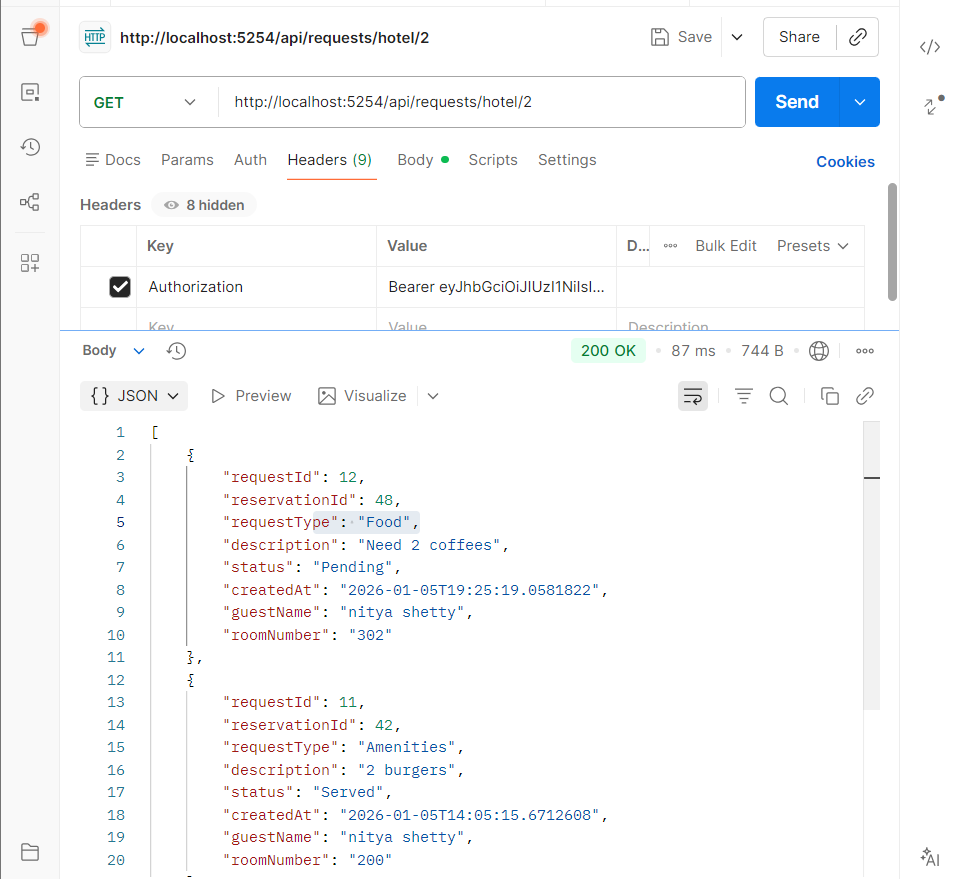 HTTP http://localhost:5254/api/requests/hotel/2 Save Share
GET http://localhost:5254/api/requests/hotel/2 Send
Docs Params Auth Headers (9) Body Scripts Settings Cookies
Headers 8 hidden
Key Value D... Bulk Edit Presets
Authorization Bearer eyJhbGciOiJIUzI1NiIsI...
Key Value Description
Body 200 OK • 87 ms • 744 B
{} JSON Preview Visualize
1 [
2 {
3 "requestId": 12,
4 "reservationId": 48,
5 "requestType": "Food",
6 "description": "Need 2 coffees",
7 "status": "Pending",
8 "createdAt": "2026-01-05T19:25:19.0581822",
9 "guestName": "nitya shetty",
10 "roomNumber": "302"
11 },
12 {
13 "requestId": 11,
14 "reservationId": 42,
15 "requestType": "Amenities",
16 "description": "2 burgers",
17 "status": "Served",
18 "createdAt": "2026-01-05T14:05:15.6712608",
19 "guestName": "nitya shetty",
20 "roomNumber": "200"
AI